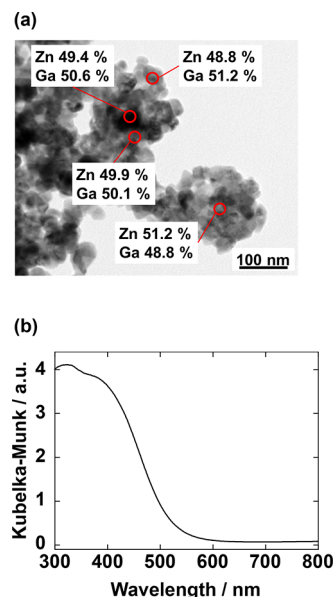 (a)
Zn 49.4 %
Ga 50.6 %
Zn 48.8 %
Ga 51.2 %
Zn 49.9 %
Ga 50.1 %
Zn 51.2 %
Ga 48.8 %
100 nm
(b)
Kubelka-Munk / a.u.
4
3
2
1
0
300 400 500 600 700 800
Wavelength / nm